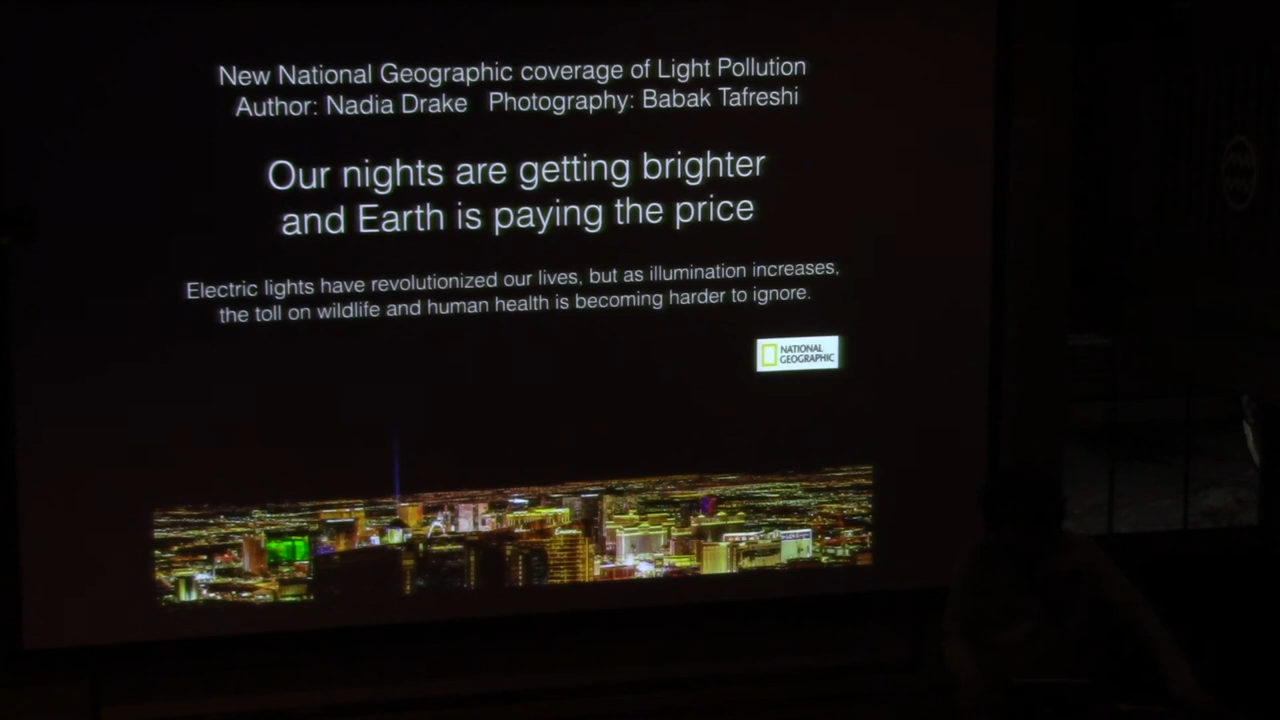 New National Geographic coverage of Light Pollution
Author: Nadia Drake Photography: Babak Tafreshi
Our nights are getting brighter
and Earth is paying the price
Electric lights have revolutionized our lives, but as illumination increases,
the toll on wildlife and human health is becoming harder to ignore.
NATIONAL
GEOGRAPHIC